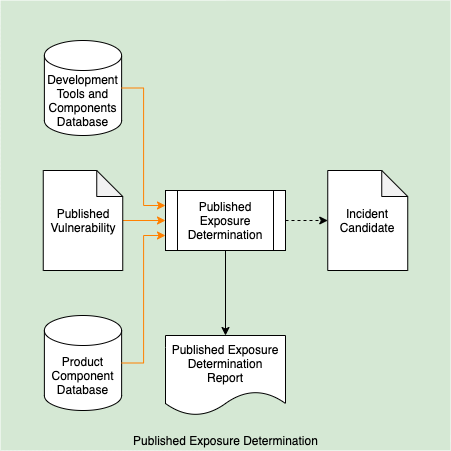 Development
Tools and
Components
Database
Published
Vulnerability
Published
Exposure
Determination
Incident
Candidate
Product
Component
Database
Published Exposure
Determination
Report
Published Exposure Determination